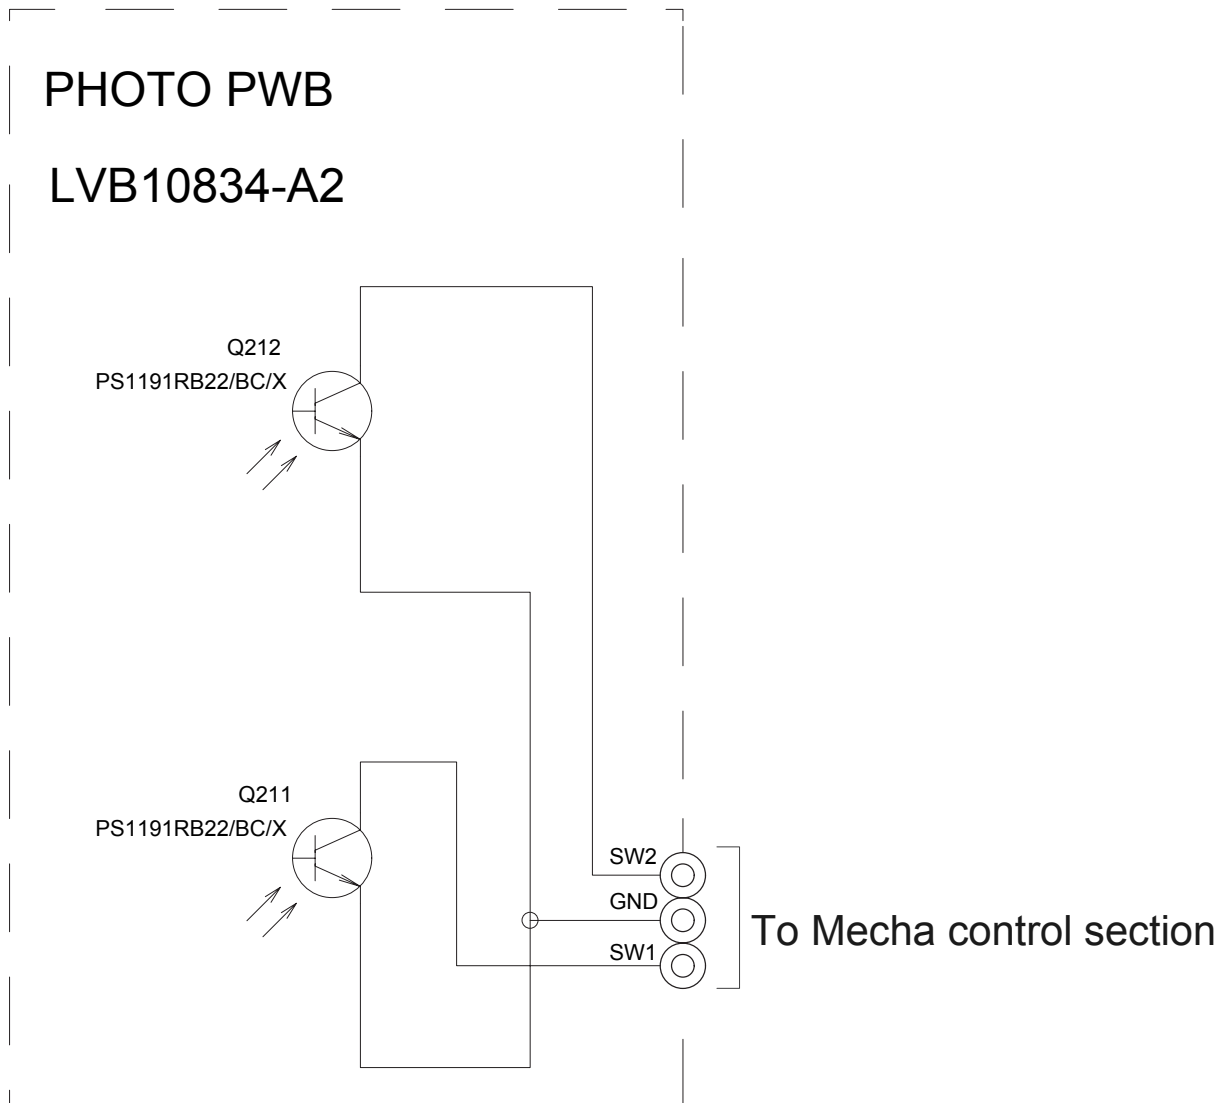 PHOTO PWB
LVB10834-A2
Q212
PS1191RB22/BC/X
Q211
PS1191RB22/BC/X
SW2
GND
SW1
To Mecha control section